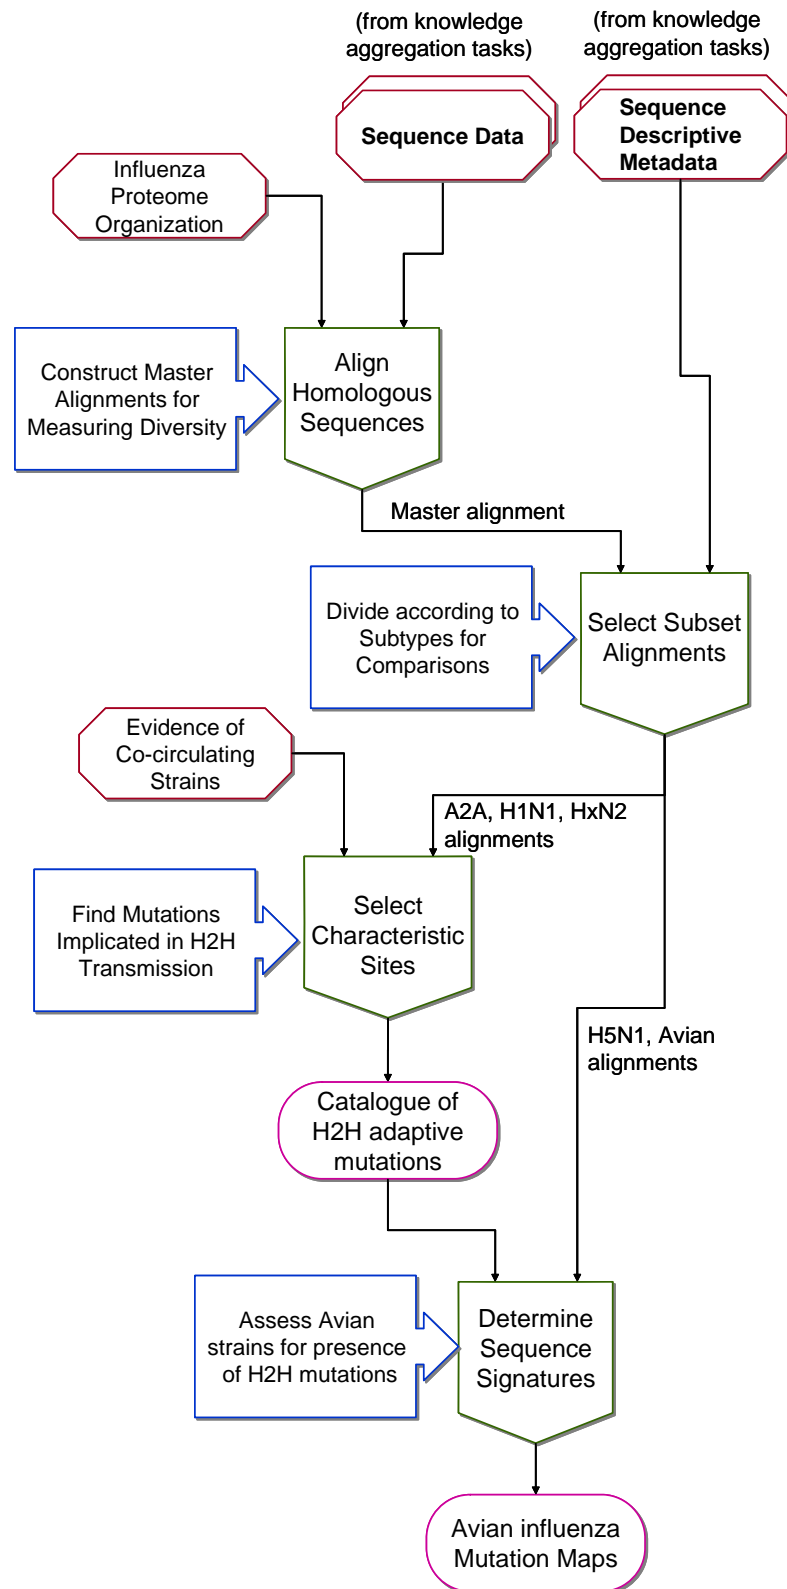 (from knowledge
aggregation tasks)
(from knowledge
aggregation tasks)
Sequence Data
Sequence
Descriptive
Metadata
Influenza
Proteome
Organization
Construct Master
Alignments for
Measuring Diversity
Align
Homologous
Sequences
Master alignment
Divide according to
Subtypes for
Comparisons
Select Subset
Alignments
Evidence of
Co-circulating
Strains
A2A, H1N1, HxN2
alignments
Find Mutations
Implicated in H2H
Transmission
Select
Characteristic
Sites
H5N1, Avian
alignments
Catalogue of
H2H adaptive
mutations
Assess Avian
strains for presence
of H2H mutations
Determine
Sequence
Signatures
Avian influenza
Mutation Maps